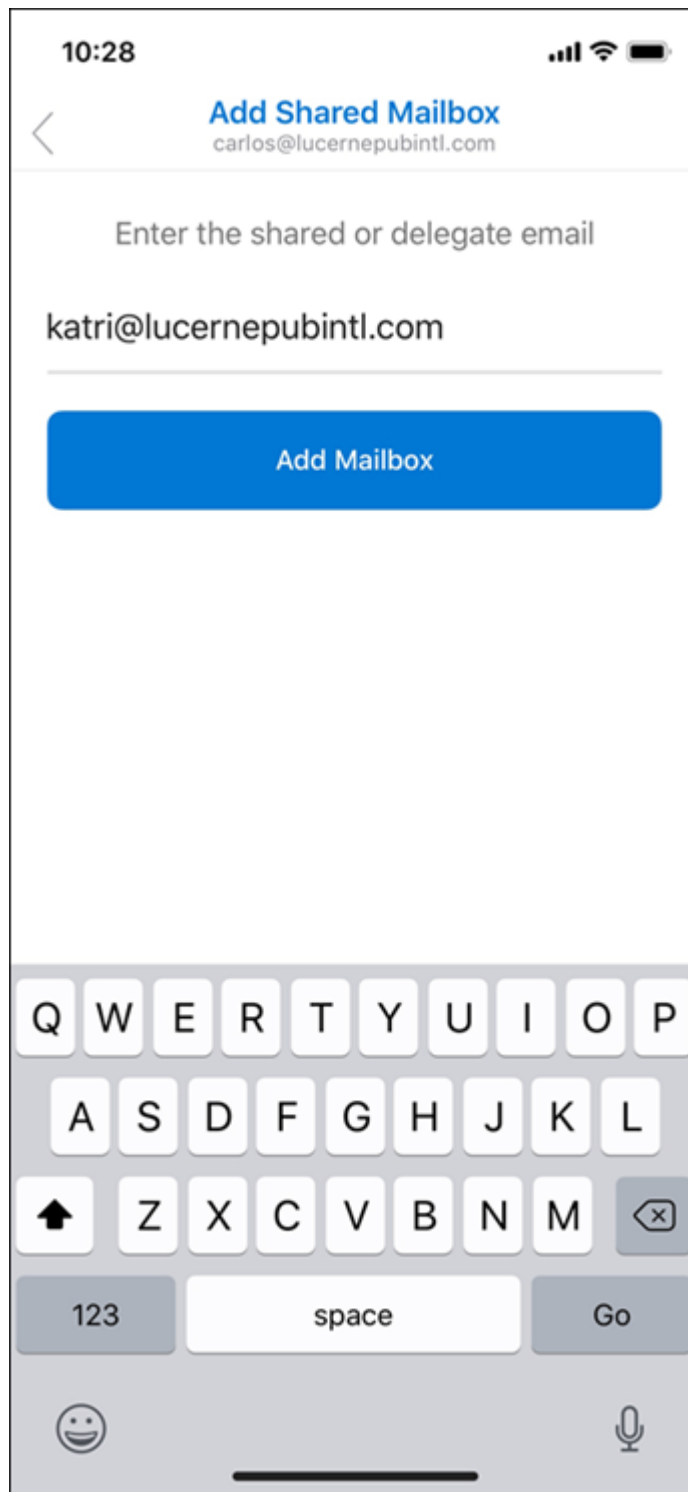 10:28
Add Shared Mailbox
carlos@lucernepubintl.com
Enter the shared or delegate email
katri@lucernepubintl.com
Add Mailbox
Q W E R T Y U I O P
A S D F G H J K L
Z X C V B N M
123 space Go